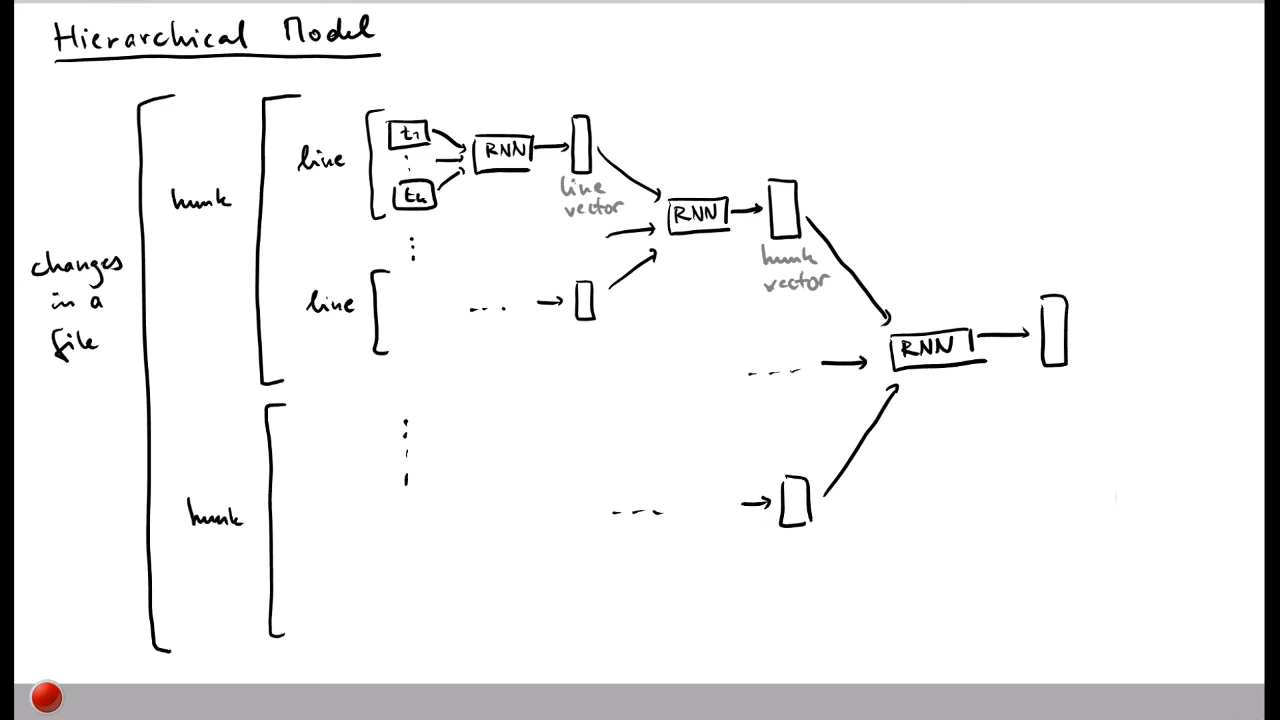 Hierarchical Model
changes
in a
file
hunk
line
t1
tk
RNN
line
vector
line
RNN
hunk
vector
RNN
hunk